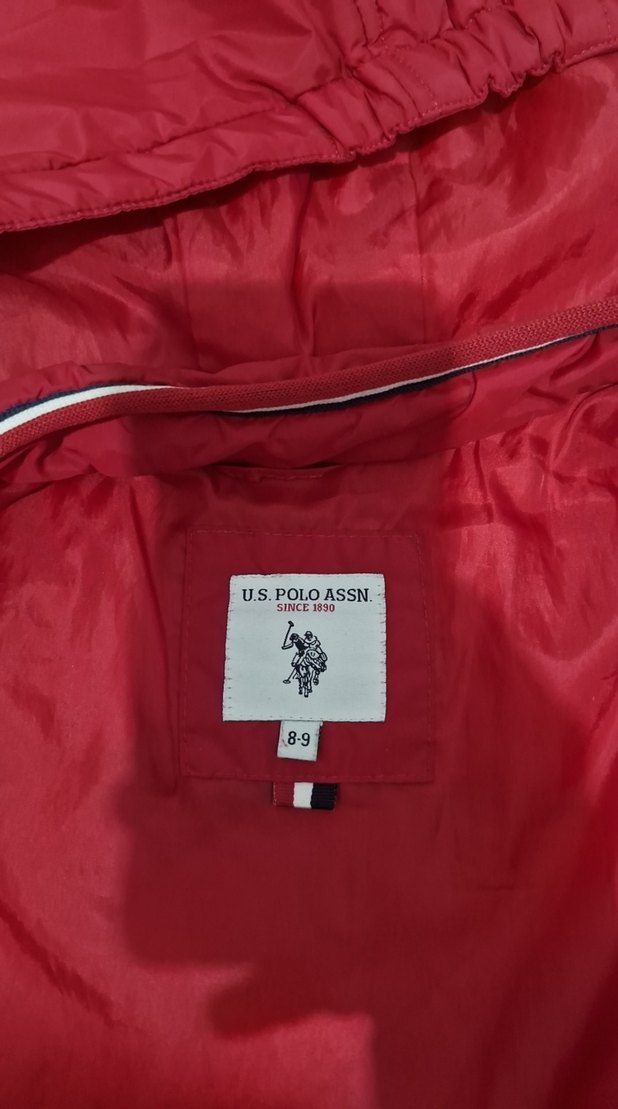 U.S. POLO ASSN.
SINCE 1890
8-9